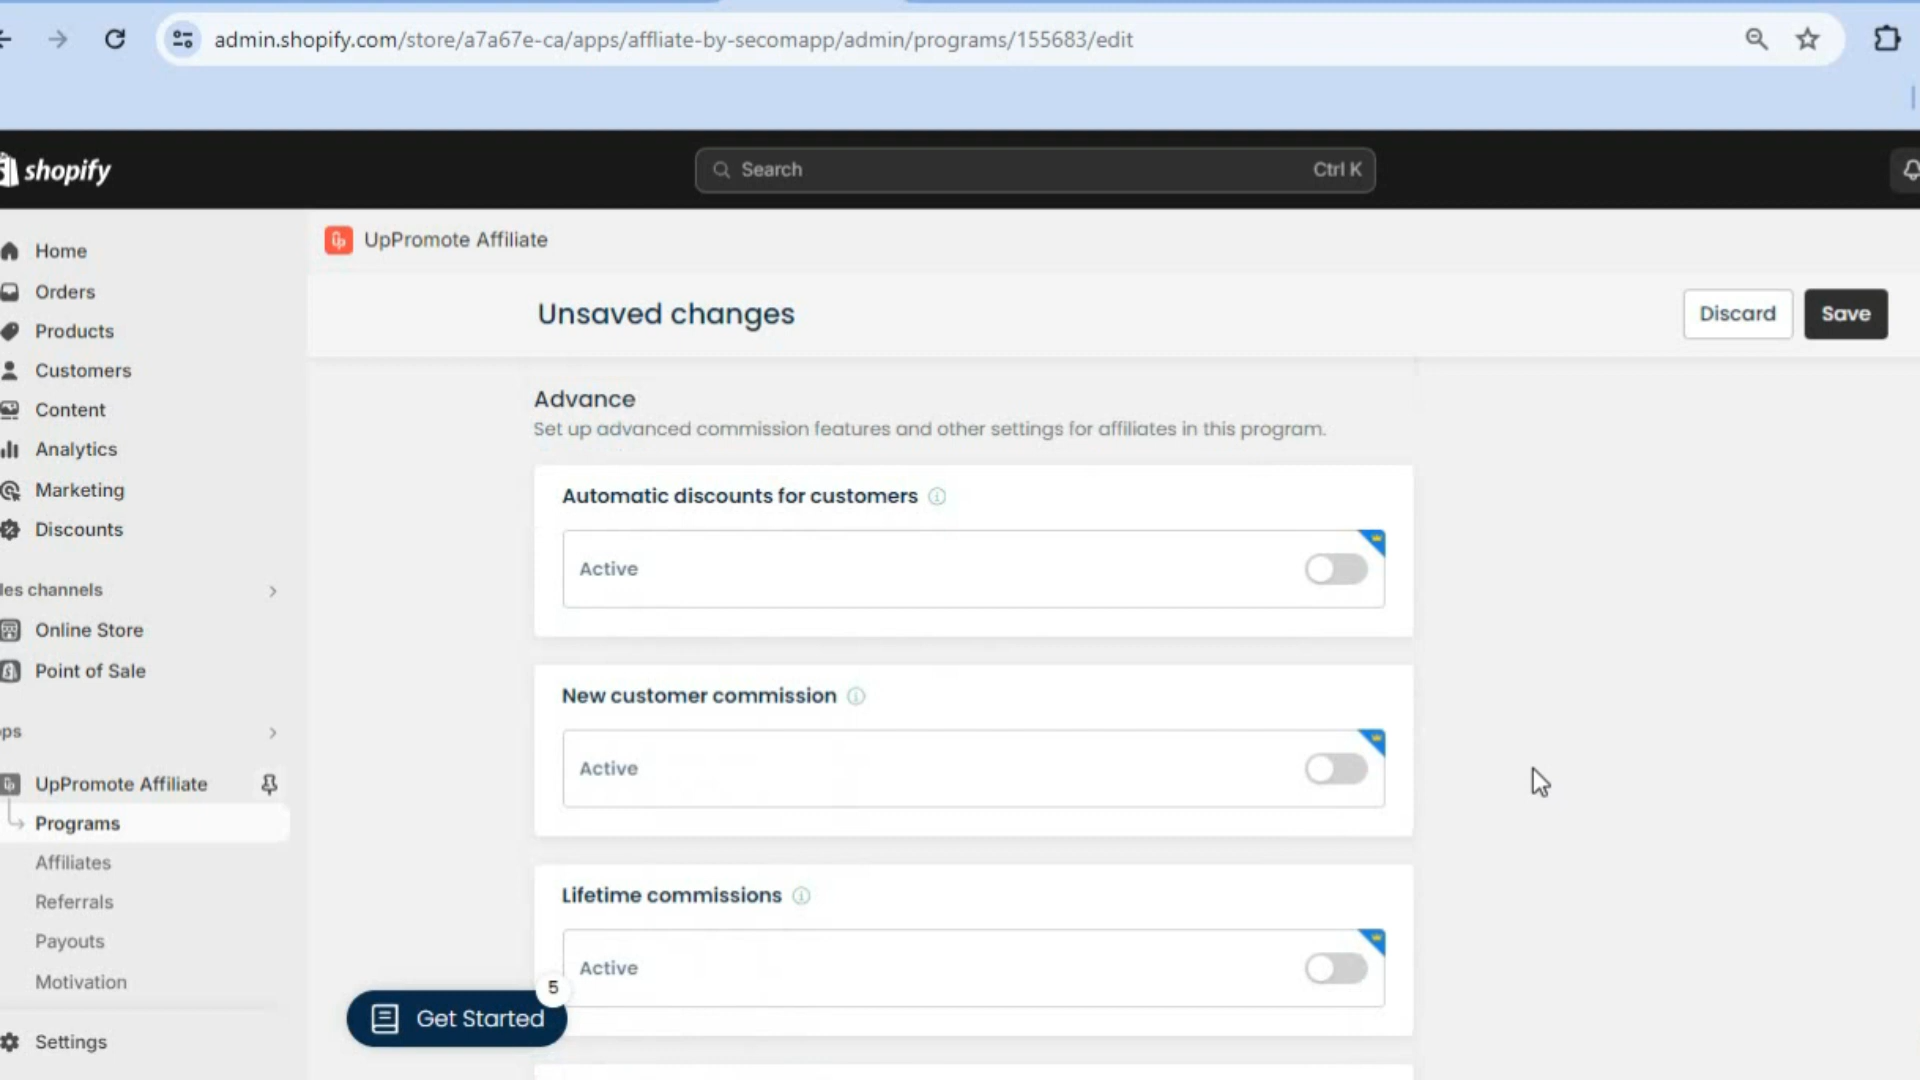 admin.shopify.com/store/a7a67e-ca/apps/affliate-by-secomapp/admin/programs/155683/edit
shopify
Search
Ctrl K
Home
Orders
Products
Customers
Content
Analytics
Marketing
Discounts
les channels
Online Store
Point of Sale
ps
UpPromote Affiliate
Programs
Affiliates
Referrals
Payouts
Motivation
Settings
UpPromote Affiliate
Unsaved changes
Discard
Save
Advance
Set up advanced commission features and other settings for affiliates in this program.
Automatic discounts for customers
Active
New customer commission
Active
Lifetime commissions
Active
5
Get Started